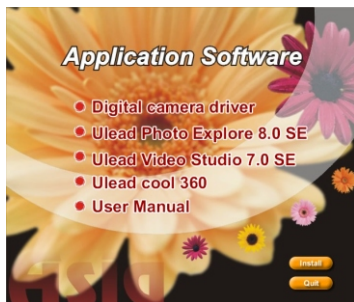 Application Software
Digital camera driver
Ulead Photo Explore 8.0 SE
Ulead Video Studio 7.0 SE
Ulead cool 360
User Manual
Install
Quit
Asia